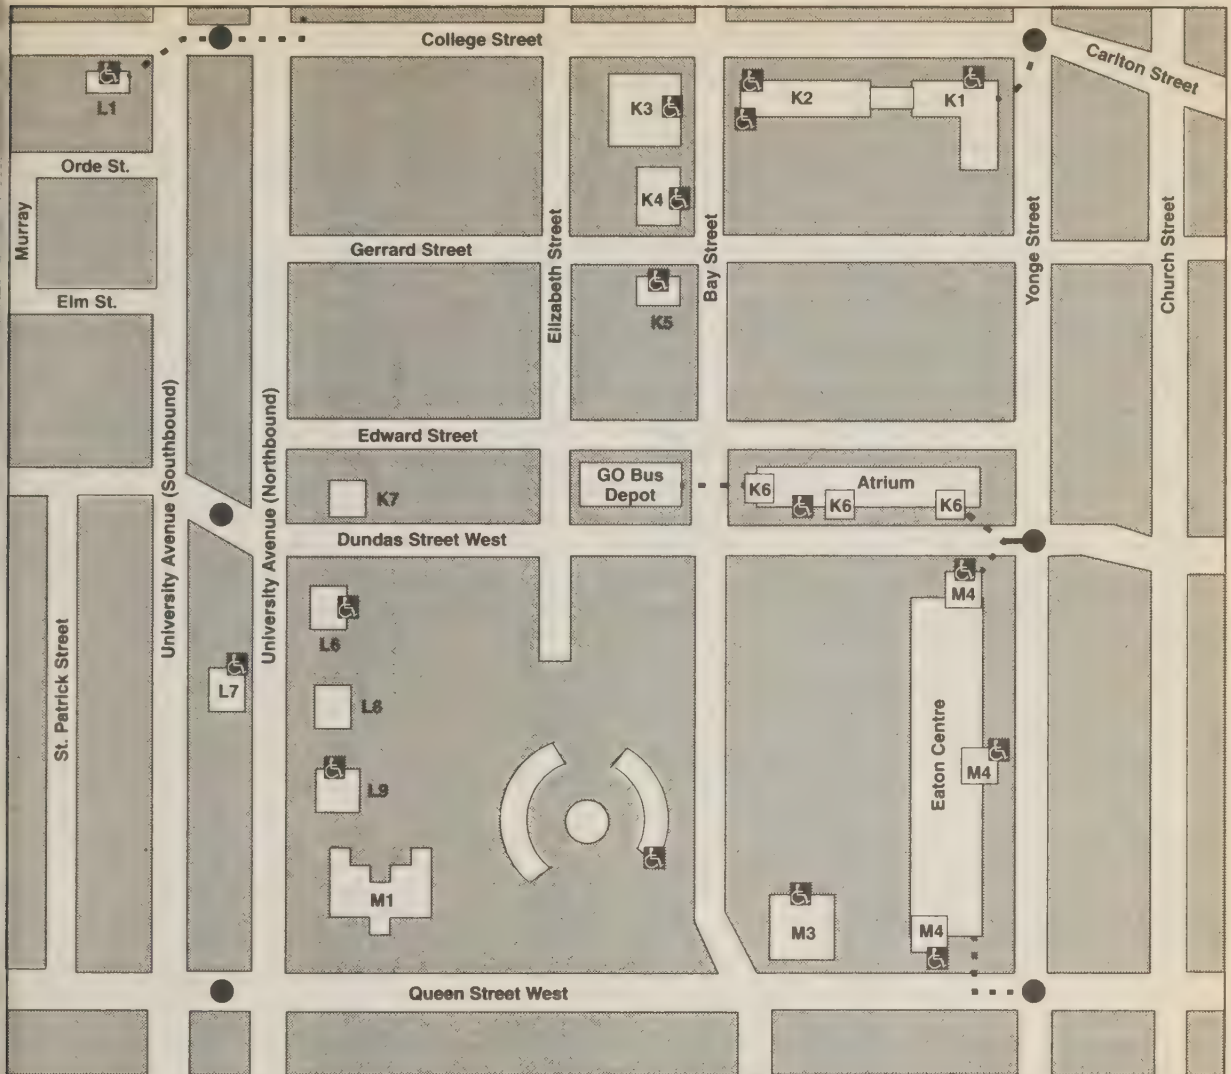 College Street
Carlton Street
L1
K3
K2
K1
Orde St.
K4
Murray
Elizabeth Street
Bay Street
Yonge Street
Church Street
Gerrard Street
Elm St.
K5
University Avenue (Southbound)
University Avenue (Northbound)
Edward Street
GO Bus
Depot
K6
Atrium
K6
K6
K7
Dundas Street West
M4
L6
St. Patrick Street
L7
L8
Eaton Centre
M4
L9
M1
M3
M4
Queen Street West